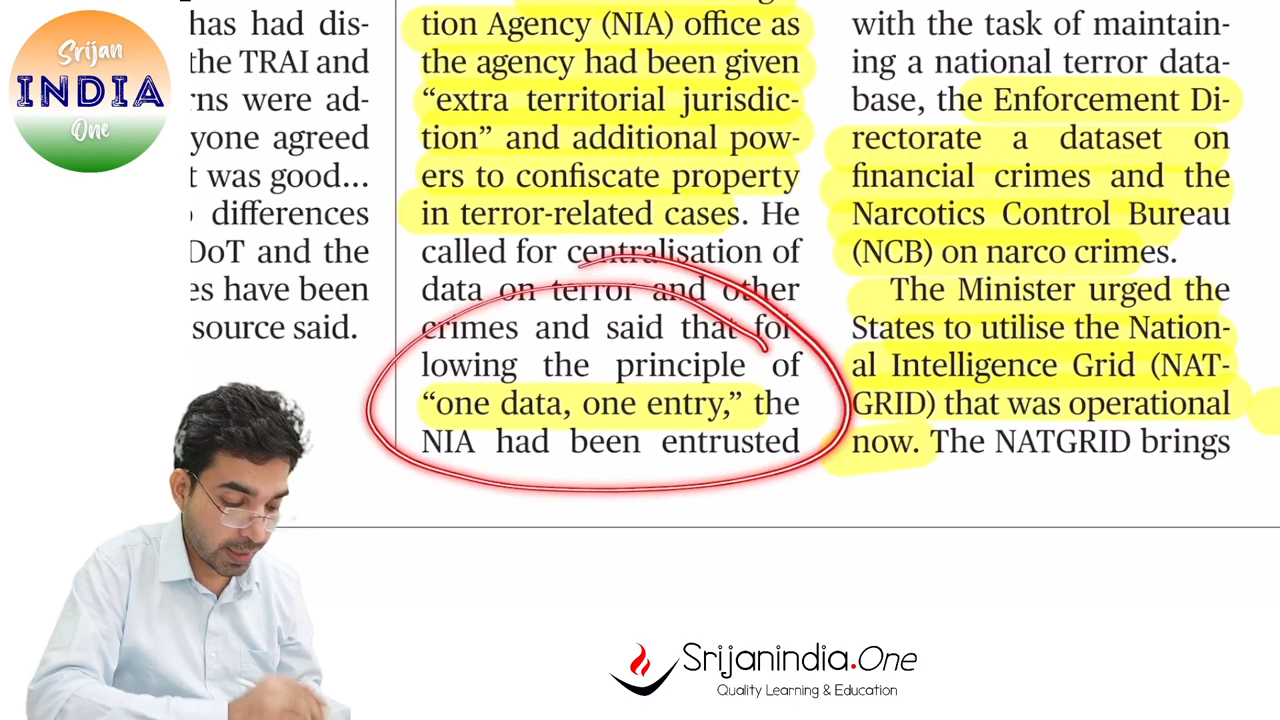 Srijan
INDIA
One
has had dis-
the TRAI and
rns were ad-
yone agreed
t was good...
differences
DoT and the
es have been
source said.
tion Agency (NIA) office as
the agency had been given
“extra territorial jurisdic-
tion” and additional pow-
ers to confiscate property
in terror-related cases. He
called for centralisation of
data on terror and other
crimes and said that fol
lowing the principle of
“one data, one entry,” the
NIA had been entrusted
with the task of maintain-
ing a national terror data-
base, the Enforcement Di-
rectorate a dataset on
financial crimes and the
Narcotics Control Bureau
(NCB) on narco crimes.
The Minister urged the
States to utilise the Nation-
al Intelligence Grid (NAT-
GRID) that was operational
now. The NATGRID brings
Srijanindia.One
Quality Learning & Education